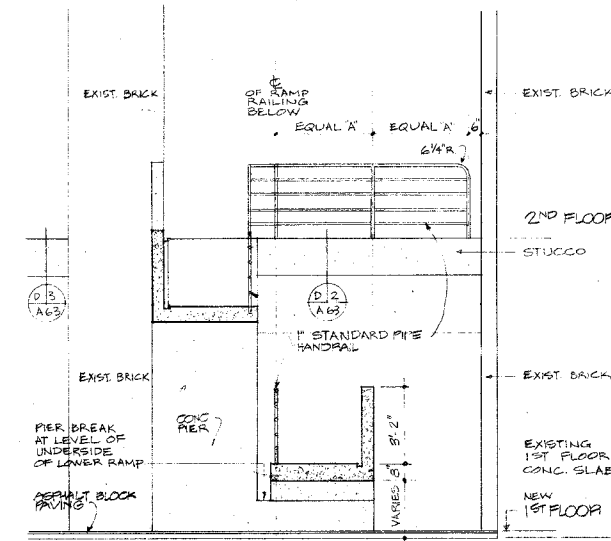 EXIST. BRICK
℄
OF RAMP
RAILING
BELOW
EXIST. BRICK
EQUAL 'A'
EQUAL 'A'
6"
6¼"R
2ND FLOOR
STUCCO
D 3
A63
D 2
A63
1" STANDARD PIPE
HANDRAIL
EXIST. BRICK
EXIST. BRICK
CONC
PIER
PIER BREAK
AT LEVEL OF
UNDERSIDE
OF LOWER RAMP
3'-2"
8"
VARIES
EXISTING
1ST FLOOR
CONC. SLAB
ASPHALT BLOCK
PAVING
NEW
1ST FLOOR